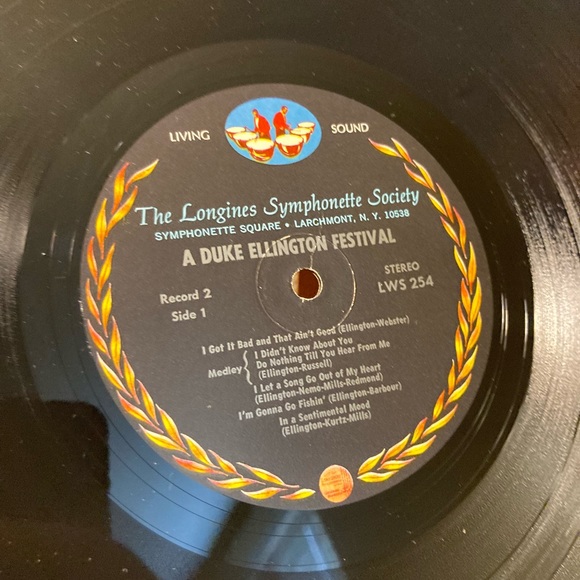 LIVING SOUND
The Longines Symphonette Society
SYMPHONETTE SQUARE • LARCHMONT, N. Y. 10538
A DUKE ELLINGTON FESTIVAL
Record 2
Side 1
STEREO
LWS 254
I Got It Bad and That Ain't Good (Ellington-Webster)
Medley
I Didn't Know About You
Do Nothing Till You Hear From Me
(Ellington-Russell)
I Let a Song Go Out of My Heart
(Ellington-Nemo-Mills-Redmond)
I'm Gonna Go Fishin' (Ellington-Barbour)
In a Sentimental Mood
(Ellington-Kurtz-Mills)